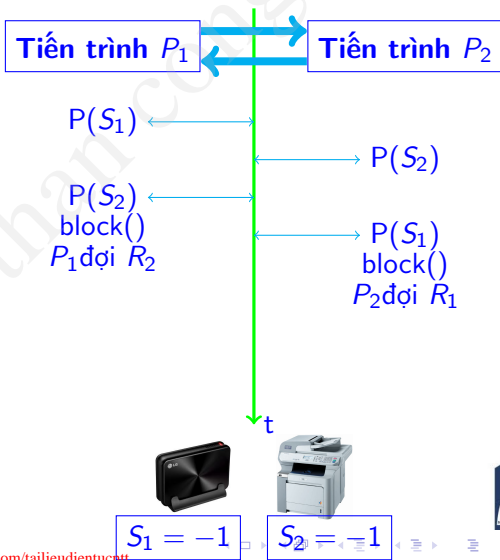 Tiến trình P₁
Tiến trình P₂
P(S₁)
P(S₂)
P(S₂)
block()
P₁đợi R₂
P(S₁)
block()
P₂đợi R₁
t
LG
S₁ = −1
S₂ = −1